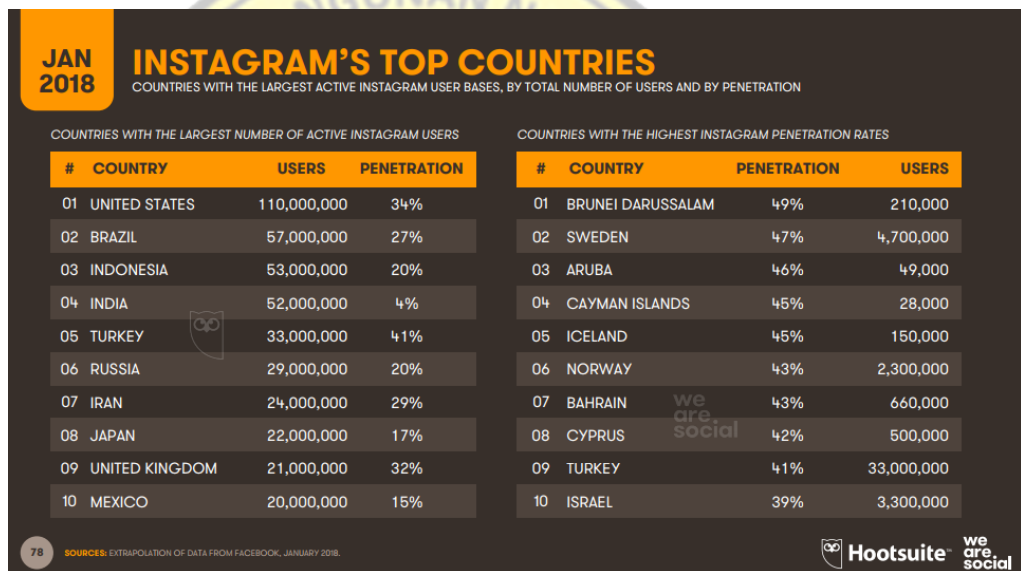 JAN
2018
INSTAGRAM'S TOP COUNTRIES
COUNTRIES WITH THE LARGEST ACTIVE INSTAGRAM USER BASES, BY TOTAL NUMBER OF USERS AND BY PENETRATION
COUNTRIES WITH THE LARGEST NUMBER OF ACTIVE INSTAGRAM USERS
# COUNTRY USERS PENETRATION
01 UNITED STATES 110,000,000 34%
02 BRAZIL 57,000,000 27%
03 INDONESIA 53,000,000 20%
04 INDIA 52,000,000 4%
05 TURKEY 33,000,000 41%
06 RUSSIA 29,000,000 20%
07 IRAN 24,000,000 29%
08 JAPAN 22,000,000 17%
09 UNITED KINGDOM 21,000,000 32%
10 MEXICO 20,000,000 15%
COUNTRIES WITH THE HIGHEST INSTAGRAM PENETRATION RATES
# COUNTRY PENETRATION USERS
01 BRUNEI DARUSSALAM 49% 210,000
02 SWEDEN 47% 4,700,000
03 ARUBA 46% 49,000
04 CAYMAN ISLANDS 45% 28,000
05 ICELAND 45% 150,000
06 NORWAY 43% 2,300,000
07 BAHRAIN 43% 660,000
08 CYPRUS 42% 500,000
09 TURKEY 41% 33,000,000
10 ISRAEL 39% 3,300,000
we
are.
social
78
SOURCES: EXTRAPOLATION OF DATA FROM FACEBOOK, JANUARY 2018.
Hootsuite™
we
are.
social